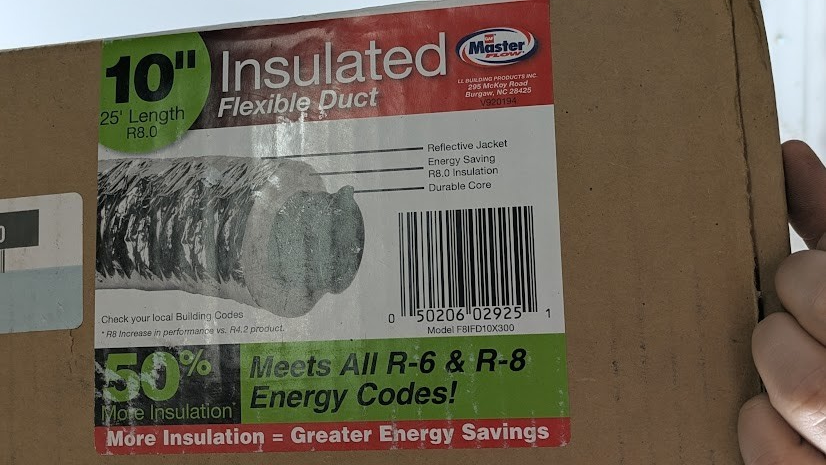 10"
25' Length
R8.0
Insulated
Flexible Duct
Master
FLOW
LL BUILDING PRODUCTS INC.
295 McKoy Road
Burgaw, NC 28425
V920194
Reflective Jacket
Energy Saving
R8.0 Insulation
Durable Core
0 50206 02925 1
Model F8IFD10X300
Check your local Building Codes
* R8 Increase in performance vs. R4.2 product.
50%
More Insulation*
Meets All R-6 & R-8
Energy Codes!
More Insulation = Greater Energy Savings